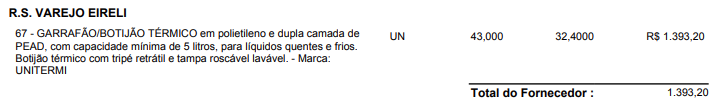 R.S. VAREJO EIRELI
67 - GARRAFÃO/BOTIJÃO TÉRMICO em polietileno e dupla camada de UN 43,000 32,4000 R$ 1.393,20
PEAD, com capacidade mínima de 5 litros, para líquidos quentes e frios.
Botijão térmico com tripé retrátil e tampa roscável lavável. - Marca:
UNITERMI
Total do Fornecedor : 1.393,20